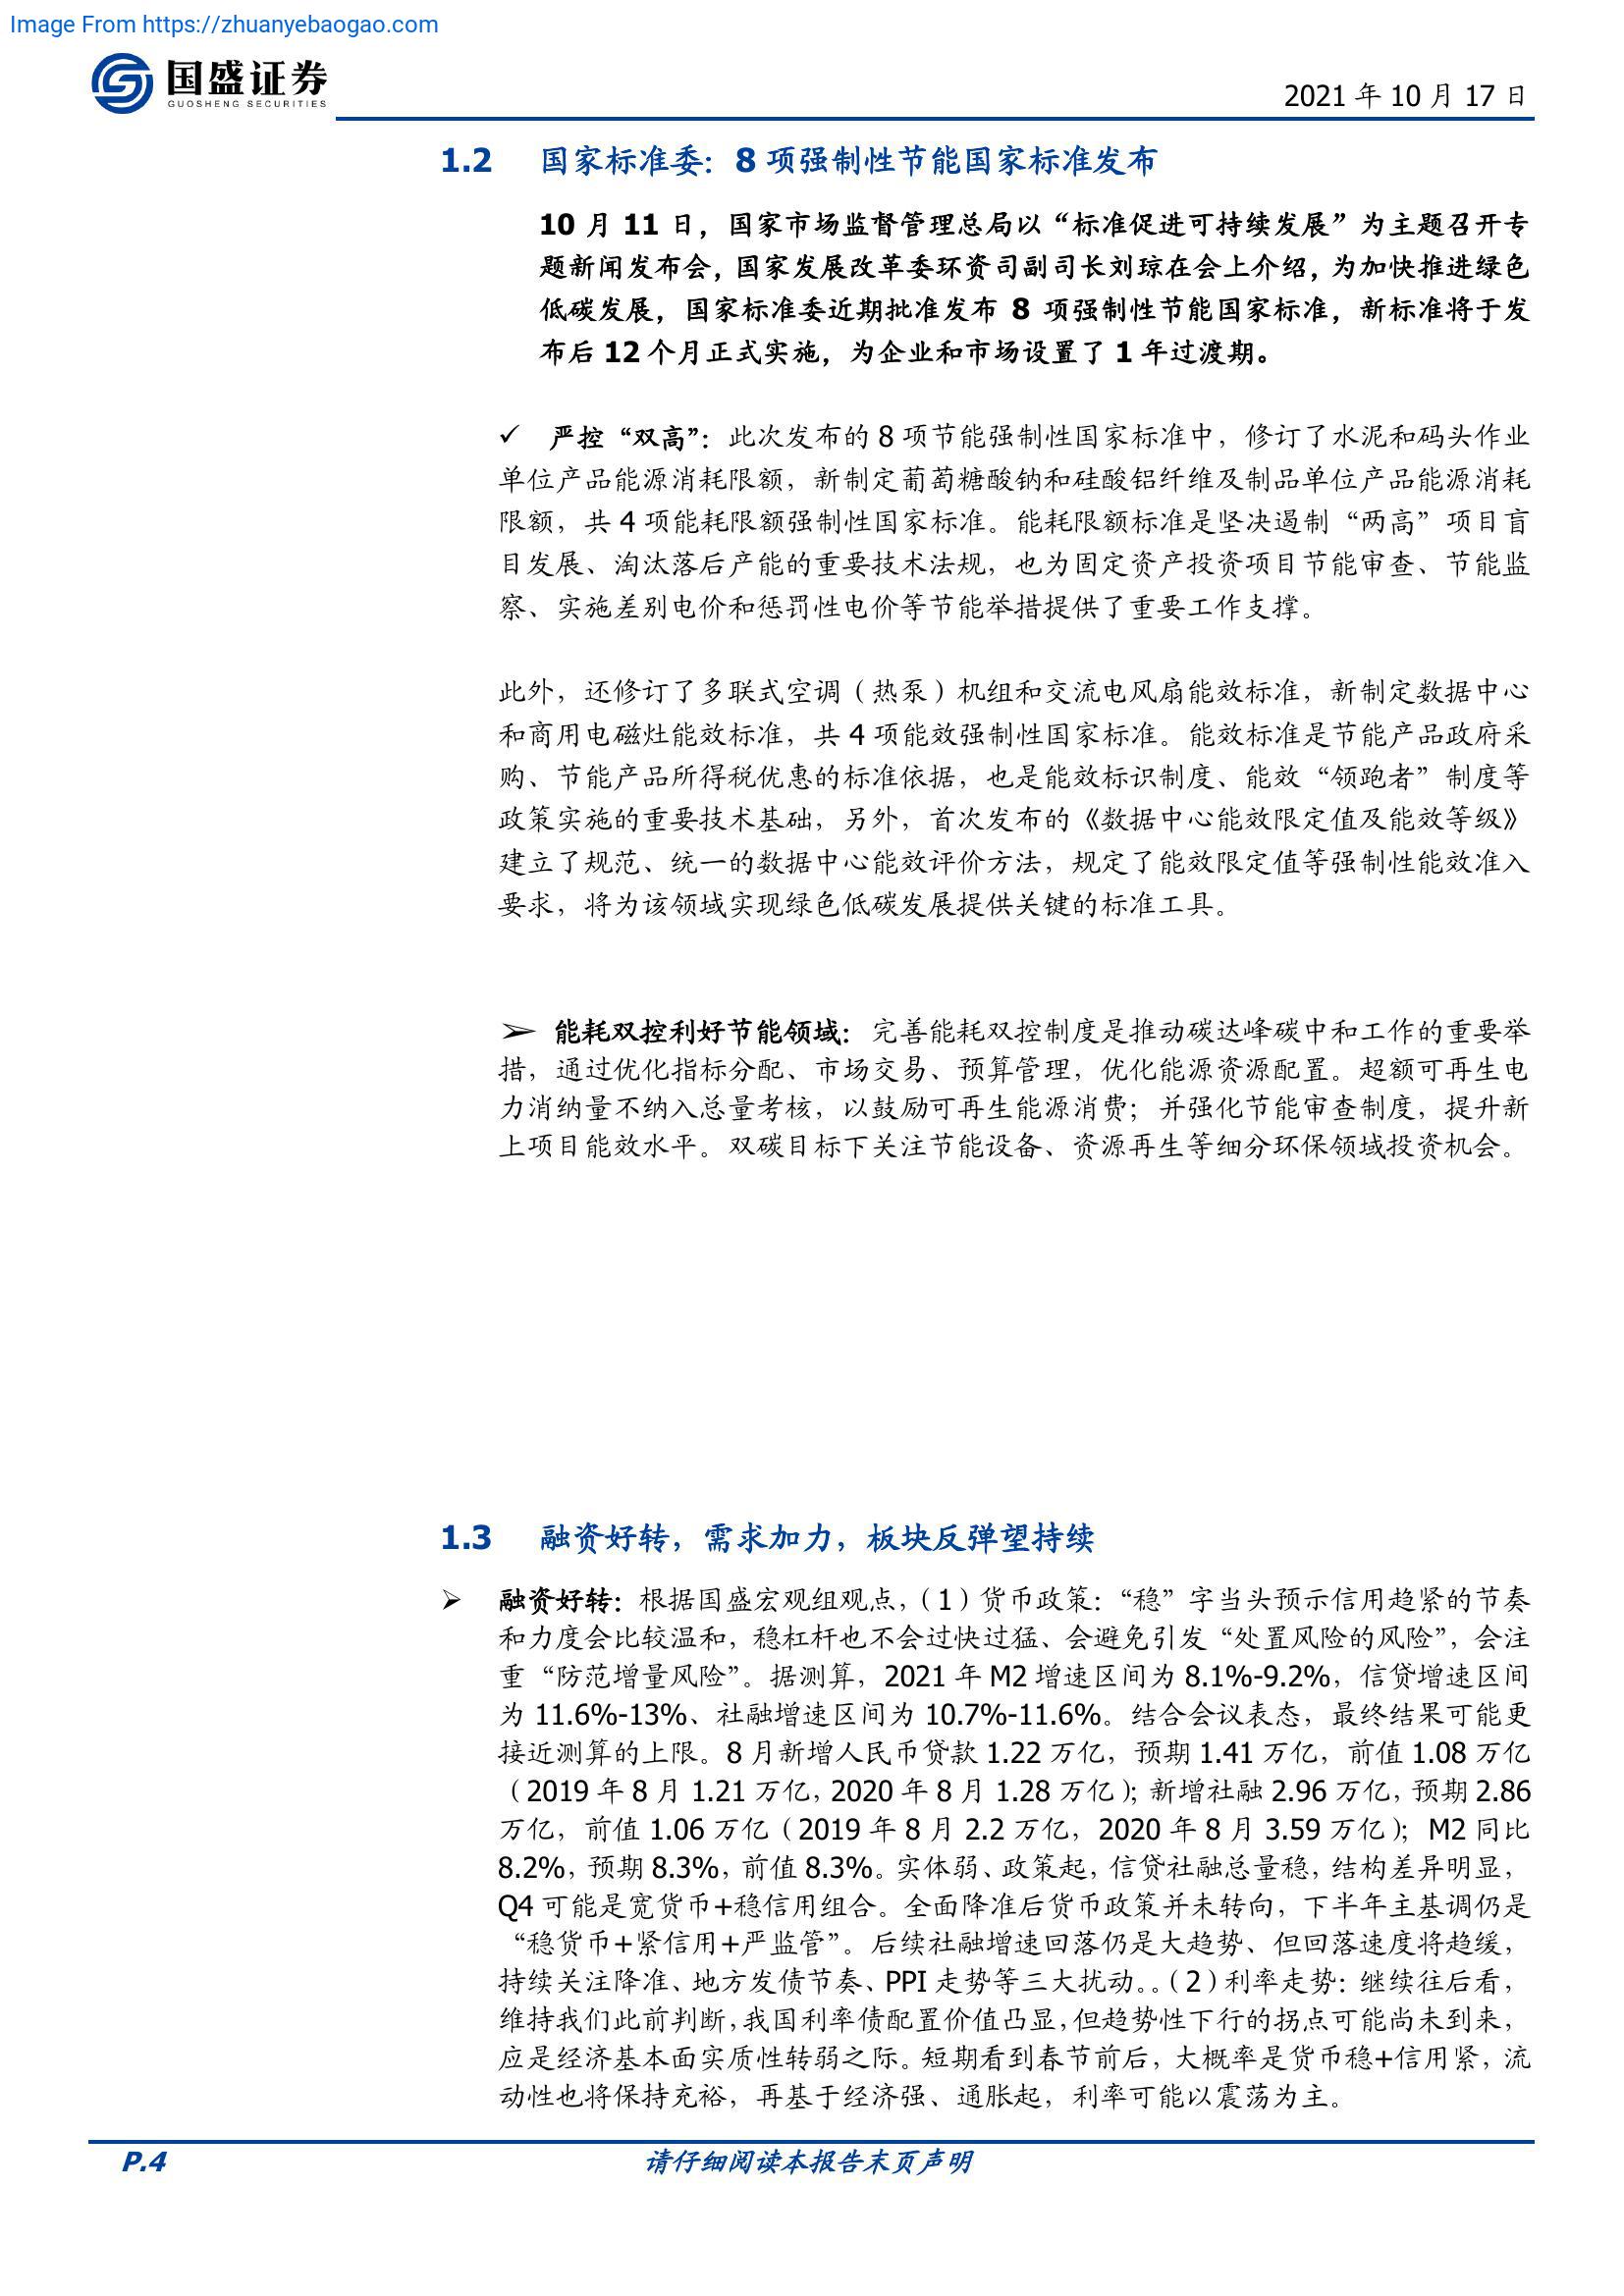 Image From https://zhuanyebaogao.com
国盛证券
GUOSHENG SECURITIES
2021 年 10 月 17 日
1.2 国家标准委：8 项强制性节能国家标准发布
10 月 11 日，国家市场监督管理总局以“标准促进可持续发展”为主题召开专
题新闻发布会，国家发展改革委环资司副司长刘琼在会上介绍，为加快推进绿色
低碳发展，国家标准委近期批准发布 8 项强制性节能国家标准，新标准将于发
布后 12 个月正式实施，为企业和市场设置了 1 年过渡期。
✓ 严控“双高”：此次发布的 8 项节能强制性国家标准中，修订了水泥和码头作业
单位产品能源消耗限额，新制定葡萄糖酸钠和硅酸铝纤维及制品单位产品能源消耗
限额，共 4 项能耗限额强制性国家标准。能耗限额标准是坚决遏制“两高”项目盲
目发展、淘汰落后产能的重要技术法规，也为固定资产投资项目节能审查、节能监
察、实施差别电价和惩罚性电价等节能举措提供了重要工作支撑。
此外，还修订了多联式空调（热泵）机组和交流电风扇能效标准，新制定数据中心
和商用电磁灶能效标准，共 4 项能效强制性国家标准。能效标准是节能产品政府采
购、节能产品所得税优惠的标准依据，也是能效标识制度、能效“领跑者”制度等
政策实施的重要技术基础，另外，首次发布的《数据中心能效限定值及能效等级》
建立了规范、统一的数据中心能效评价方法，规定了能效限定值等强制性能效准入
要求，将为该领域实现绿色低碳发展提供关键的标准工具。
➢ 能耗双控利好节能领域：完善能耗双控制度是推动碳达峰碳中和工作的重要举
措，通过优化指标分配、市场交易、预算管理，优化能源资源配置。超额可再生电
力消纳量不纳入总量考核，以鼓励可再生能源消费；并强化节能审查制度，提升新
上项目能效水平。双碳目标下关注节能设备、资源再生等细分环保领域投资机会。
1.3 融资好转，需求加力，板块反弹望持续
➢ 融资好转：根据国盛宏观组观点，（1）货币政策：“稳”字当头预示信用趋紧的节奏
和力度会比较温和，稳杠杆也不会过快过猛、会避免引发“处置风险的风险”，会注
重“防范增量风险”。据测算，2021 年 M2 增速区间为 8.1%-9.2%，信贷增速区间
为 11.6%-13%、社融增速区间为 10.7%-11.6%。结合会议表态，最终结果可能更
接近测算的上限。8 月新增人民币贷款 1.22 万亿，预期 1.41 万亿，前值 1.08 万亿
（2019 年 8 月 1.21 万亿，2020 年 8 月 1.28 万亿）；新增社融 2.96 万亿，预期 2.86
万亿，前值 1.06 万亿（2019 年 8 月 2.2 万亿，2020 年 8 月 3.59 万亿）；M2 同比
8.2%，预期 8.3%，前值 8.3%。实体弱、政策起，信贷社融总量稳，结构差异明显，
Q4 可能是宽货币+稳信用组合。全面降准后货币政策并未转向，下半年主基调仍是
“稳货币+紧信用+严监管”。后续社融增速回落仍是大趋势、但回落速度将趋缓，
持续关注降准、地方发债节奏、PPI 走势等三大扰动。。（2）利率走势：继续往后看，
维持我们此前判断，我国利率债配置价值凸显，但趋势性下行的拐点可能尚未到来，
应是经济基本面实质性转弱之际。短期看到春节前后，大概率是货币稳+信用紧，流
动性也将保持充裕，再基于经济强、通胀起，利率可能以震荡为主。
P.4 请仔细阅读本报告末页声明